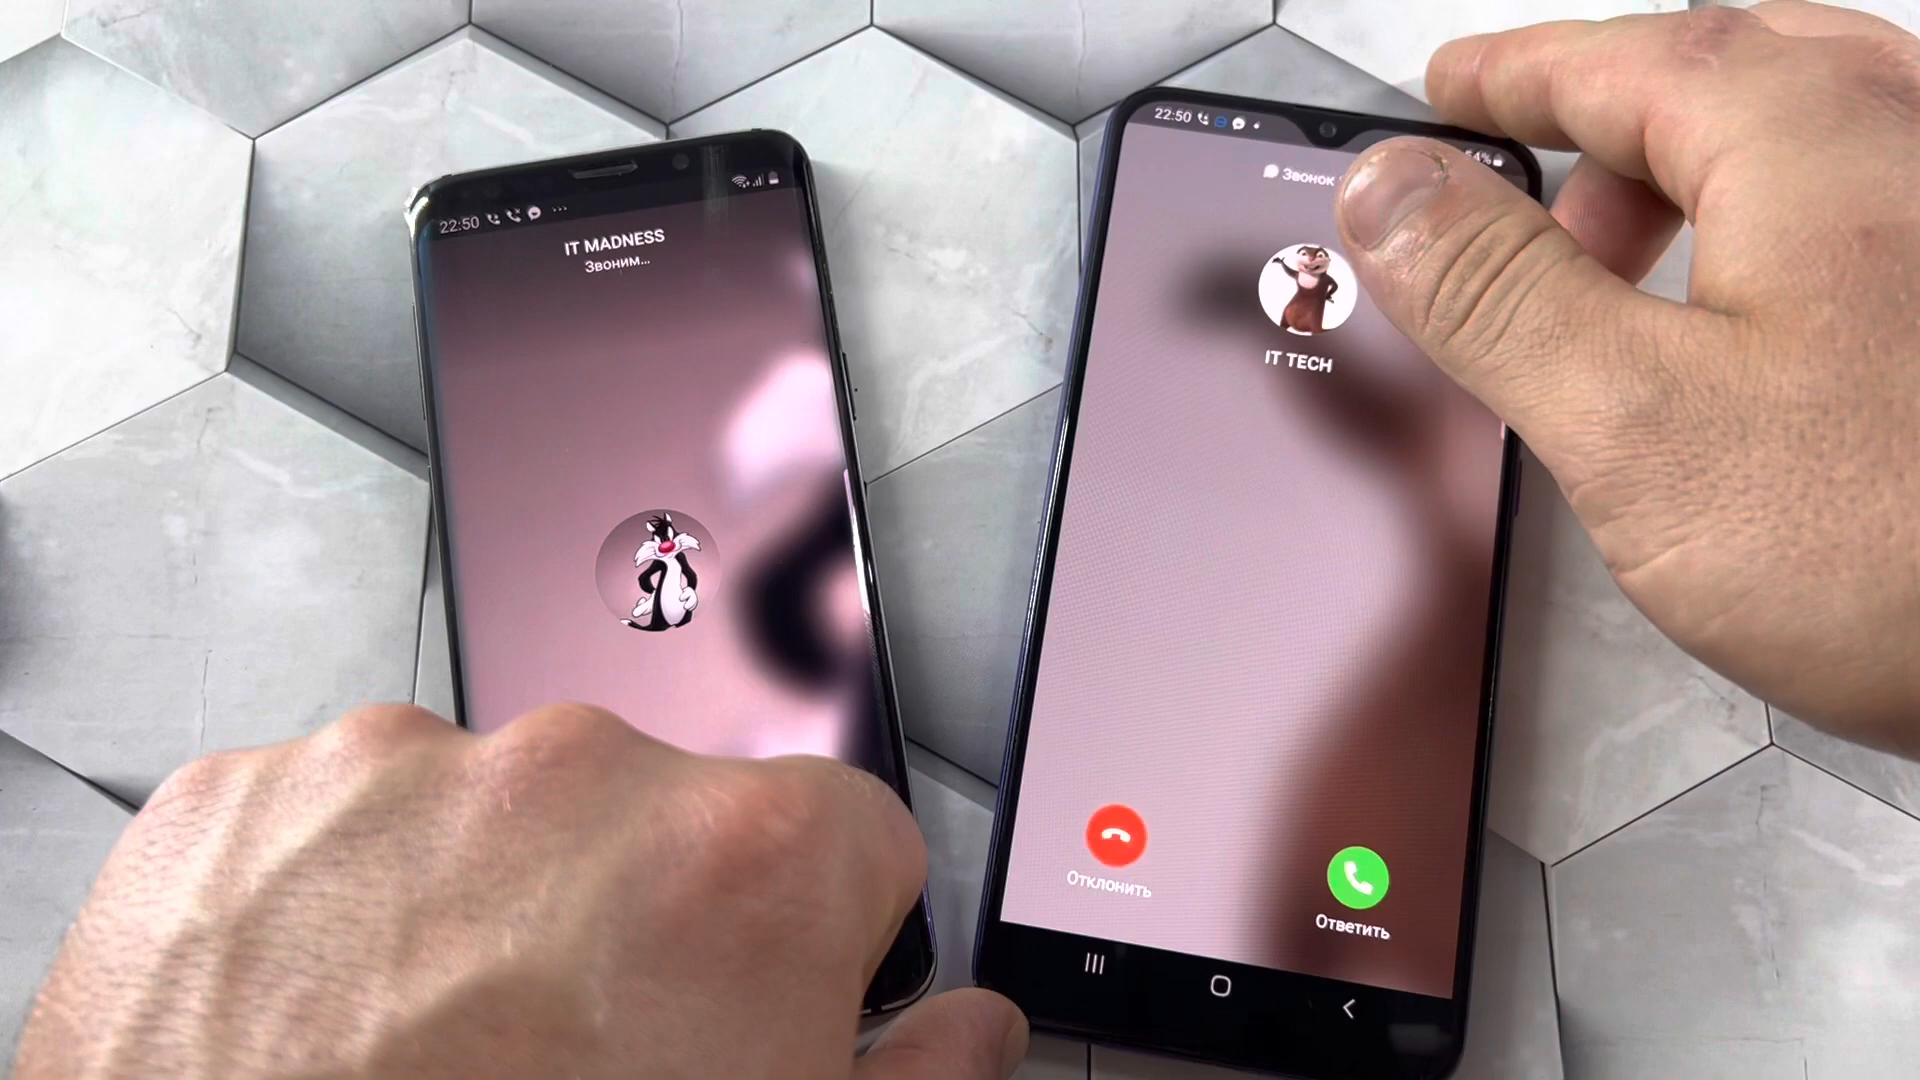 22:50
IT MADNESS
Звоним...
22:50
Звонок
IT TECH
Отклонить
Ответить